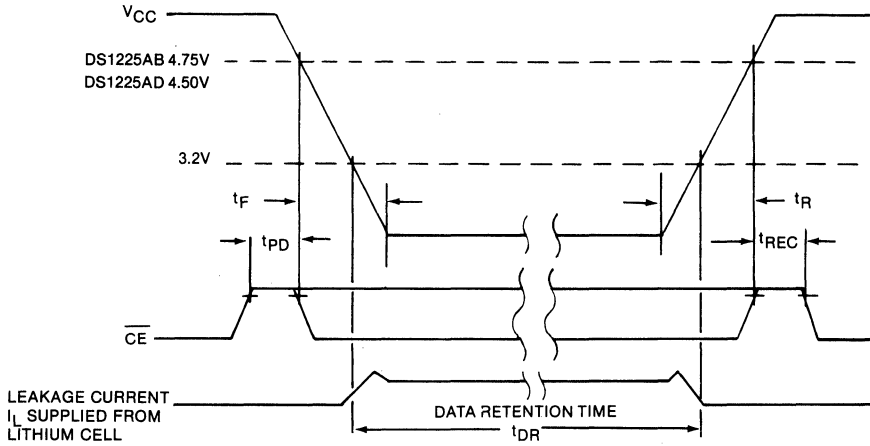 VCC
DS1225AB 4.75V
DS1225AD 4.50V
3.2V
tF
tR
tPD
tREC
CE
LEAKAGE CURRENT
IL SUPPLIED FROM
LITHIUM CELL
DATA RETENTION TIME
tDR